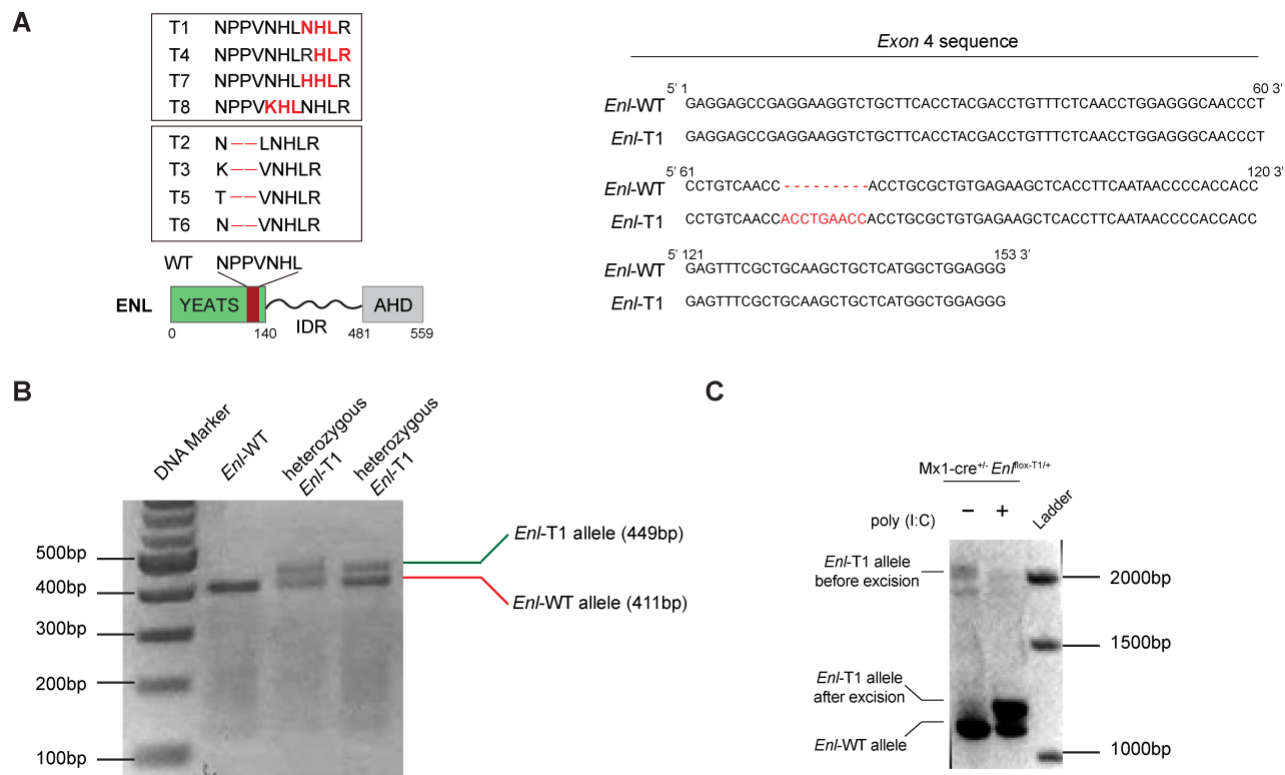 A
T1 NPPVNHLNHLR
T4 NPPVNHLRHLR
T7 NPPVNHLHHLR
T8 NPPVKHLNHLR
T2 N——LNHLR
T3 K——VNHLR
T5 T——VNHLR
T6 N——VNHLR
WT NPPVNHL
ENL YEATS IDR AHD
0 140 481 559
Exon 4 sequence
5' 1 60 3'
Enl-WT GAGGAGCCGAGGAAGGTCTGCTTCACCTACGACCTGTTTCTCAACCTGGAGGGCAACCCT
Enl-T1 GAGGAGCCGAGGAAGGTCTGCTTCACCTACGACCTGTTTCTCAACCTGGAGGGCAACCCT
5' 61 120 3'
Enl-WT CCTGTCAACC---------ACCTGCGCTGTGAGAAGCTCACCTTCAATAACCCCACCACC
Enl-T1 CCTGTCAACCACCTGAACCACCTGCGCTGTGAGAAGCTCACCTTCAATAACCCCACCACC
5' 121 153 3'
Enl-WT GAGTTTCGCTGCAAGCTGCTCATGGCTGGAGGG
Enl-T1 GAGTTTCGCTGCAAGCTGCTCATGGCTGGAGGG
B
DNA Marker
Enl-WT
heterozygous
Enl-T1
heterozygous
Enl-T1
500bp
400bp
300bp
200bp
100bp
Enl-T1 allele (449bp)
Enl-WT allele (411bp)
C
Mx1-cre+/- Enlflox-T1/+
poly (I:C) − + Ladder
Enl-T1 allele
before excision
Enl-T1 allele
after excision
Enl-WT allele
2000bp
1500bp
1000bp